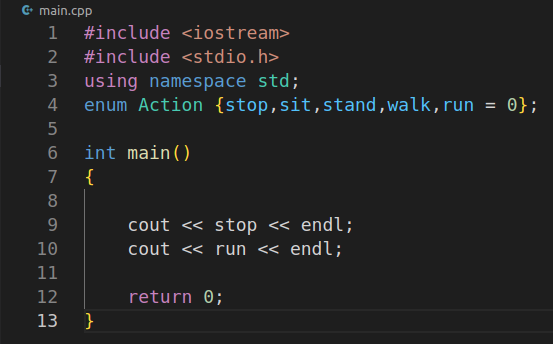 main.cpp
1 #include <iostream>
2 #include <stdio.h>
3 using namespace std;
4 enum Action {stop,sit,stand,walk,run = 0};
5
6 int main()
7 {
8
9     cout << stop << endl;
10     cout << run << endl;
11
12     return 0;
13 }